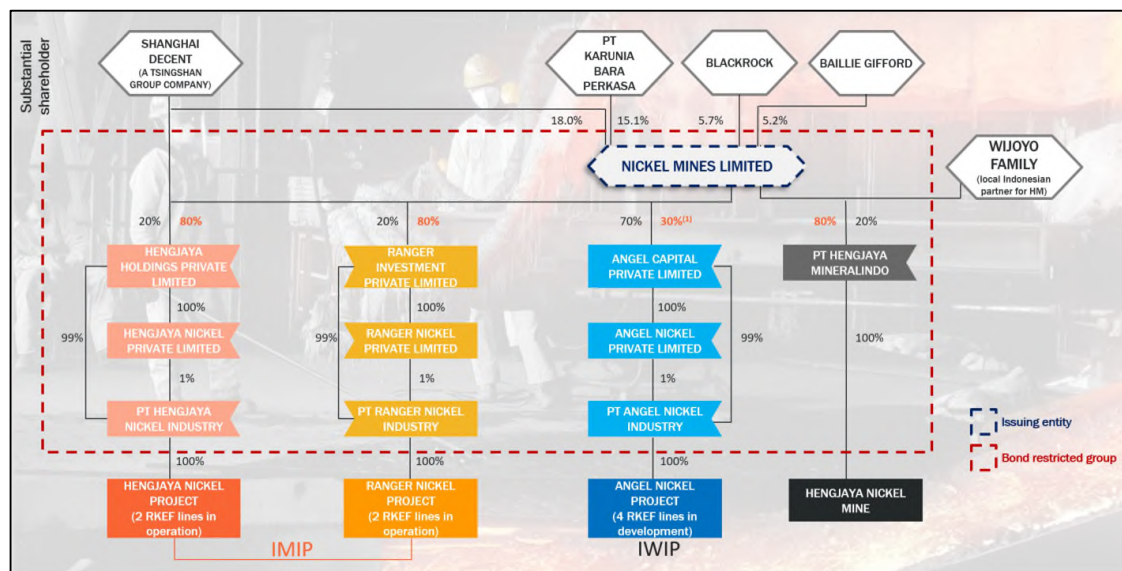 Substantial
shareholder
SHANGHAI
DECENT
(A TSINGSHAN
GROUP COMPANY)
PT
KARUNIA
BARA
PERKASA
BLACKROCK
BAILLIE GIFFORD
18.0%
15.1%
5.7%
5.2%
NICKEL MINES LIMITED
WIJOYO
FAMILY
(local Indonesian
partner for HM)
20%
80%
20%
80%
70%
30%(1)
80%
20%
HENGJAYA
HOLDINGS PRIVATE
LIMITED
RANGER
INVESTMENT
PRIVATE LIMITED
ANGEL CAPITAL
PRIVATE LIMITED
PT HENGJAYA
MINERALINDO
100%
100%
100%
99%
HENGJAYA NICKEL
PRIVATE LIMITED
99%
RANGER NICKEL
PRIVATE LIMITED
ANGEL NICKEL
PRIVATE LIMITED
99%
100%
1%
1%
1%
PT HENGJAYA
NICKEL INDUSTRY
PT RANGER NICKEL
INDUSTRY
PT ANGEL NICKEL
INDUSTRY
Issuing entity
Bond restricted group
100%
100%
100%
HENGJAYA NICKEL
PROJECT
(2 RKEF lines in
operation)
RANGER NICKEL
PROJECT
(2 RKEF lines in
operation)
ANGEL NICKEL
PROJECT
(4 RKEF lines in
development)
HENGJAYA NICKEL
MINE
IMIP
IWIP